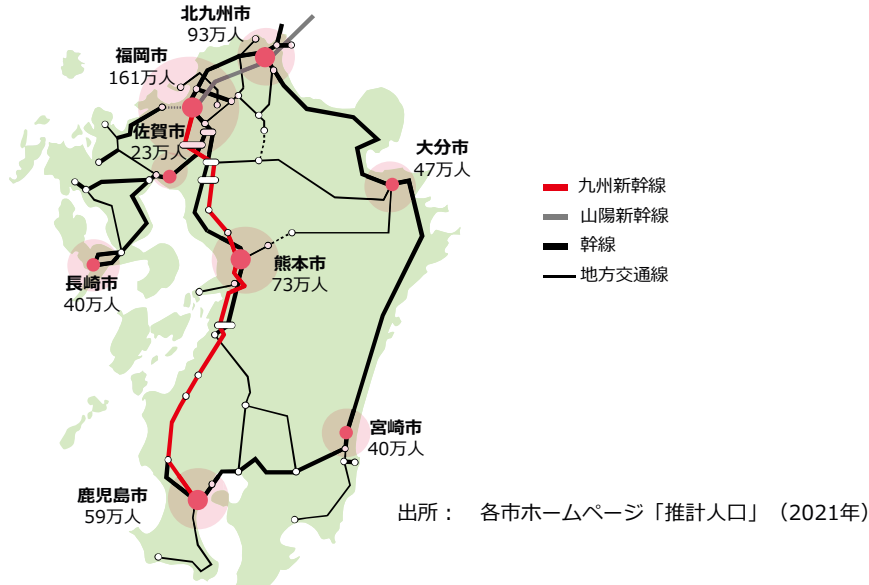 北九州市
93万人
福岡市
161万人
佐賀市
23万人
大分市
47万人
九州新幹線
山陽新幹線
幹線
地方交通線
熊本市
73万人
長崎市
40万人
宮崎市
40万人
鹿児島市
59万人
出所： 各市ホームページ「推計人口」（2021年）